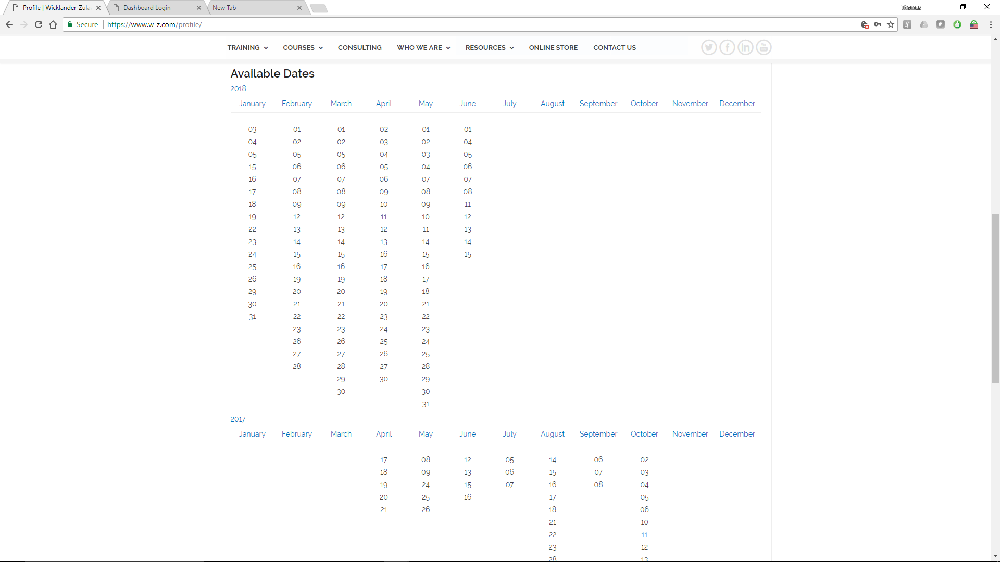 Profile | Wicklander-Zula
Dashboard Login
New Tab
Thomas
Secure
https://www.w-z.com/profile/
TRAINING COURSES CONSULTING WHO WE ARE RESOURCES ONLINE STORE CONTACT US
Available Dates
2018
January February March April May June July August September October November December
03 01 01 02 01 01
04 02 02 03 02 04
05 05 05 04 03 05
15 06 06 05 04 06
16 07 07 06 07 07
17 08 08 09 08 08
18 09 09 10 09 11
19 12 12 11 10 12
22 13 13 12 11 13
23 14 14 13 14 14
24 15 15 16 15 15
25 16 16 17 16
26 19 19 18 17
29 20 20 19 18
30 21 21 20 21
31 22 22 23 22
23 23 24 23
26 26 25 24
27 27 26 25
28 28 27 28
29 30 29
30 30
31
2017
January February March April May June July August September October November December
17 08 12 05 14 06 02
18 09 13 06 15 07 03
19 24 15 07 16 08 04
20 25 16 17 05
21 26 18 06
21 10
22 11
23 12
28 13